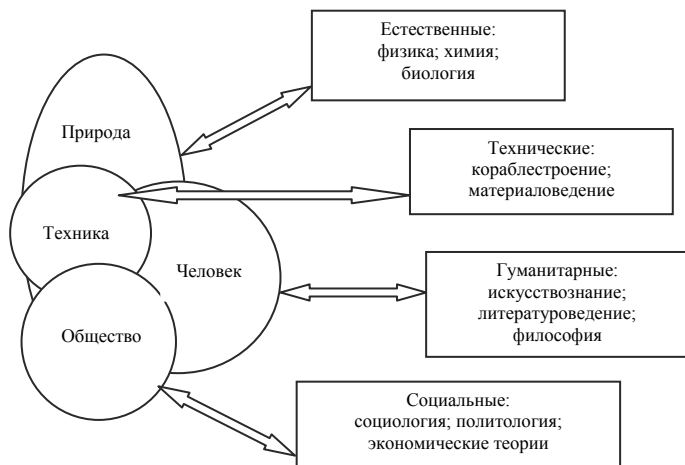 Естественные:
физика; химия;
биология
Природа
Технические:
кораблестроение;
материаловедение
Техника
Человек
Гуманитарные:
искусствознание;
литературоведение;
философия
Общество
Социальные:
социология; политология;
экономические теории